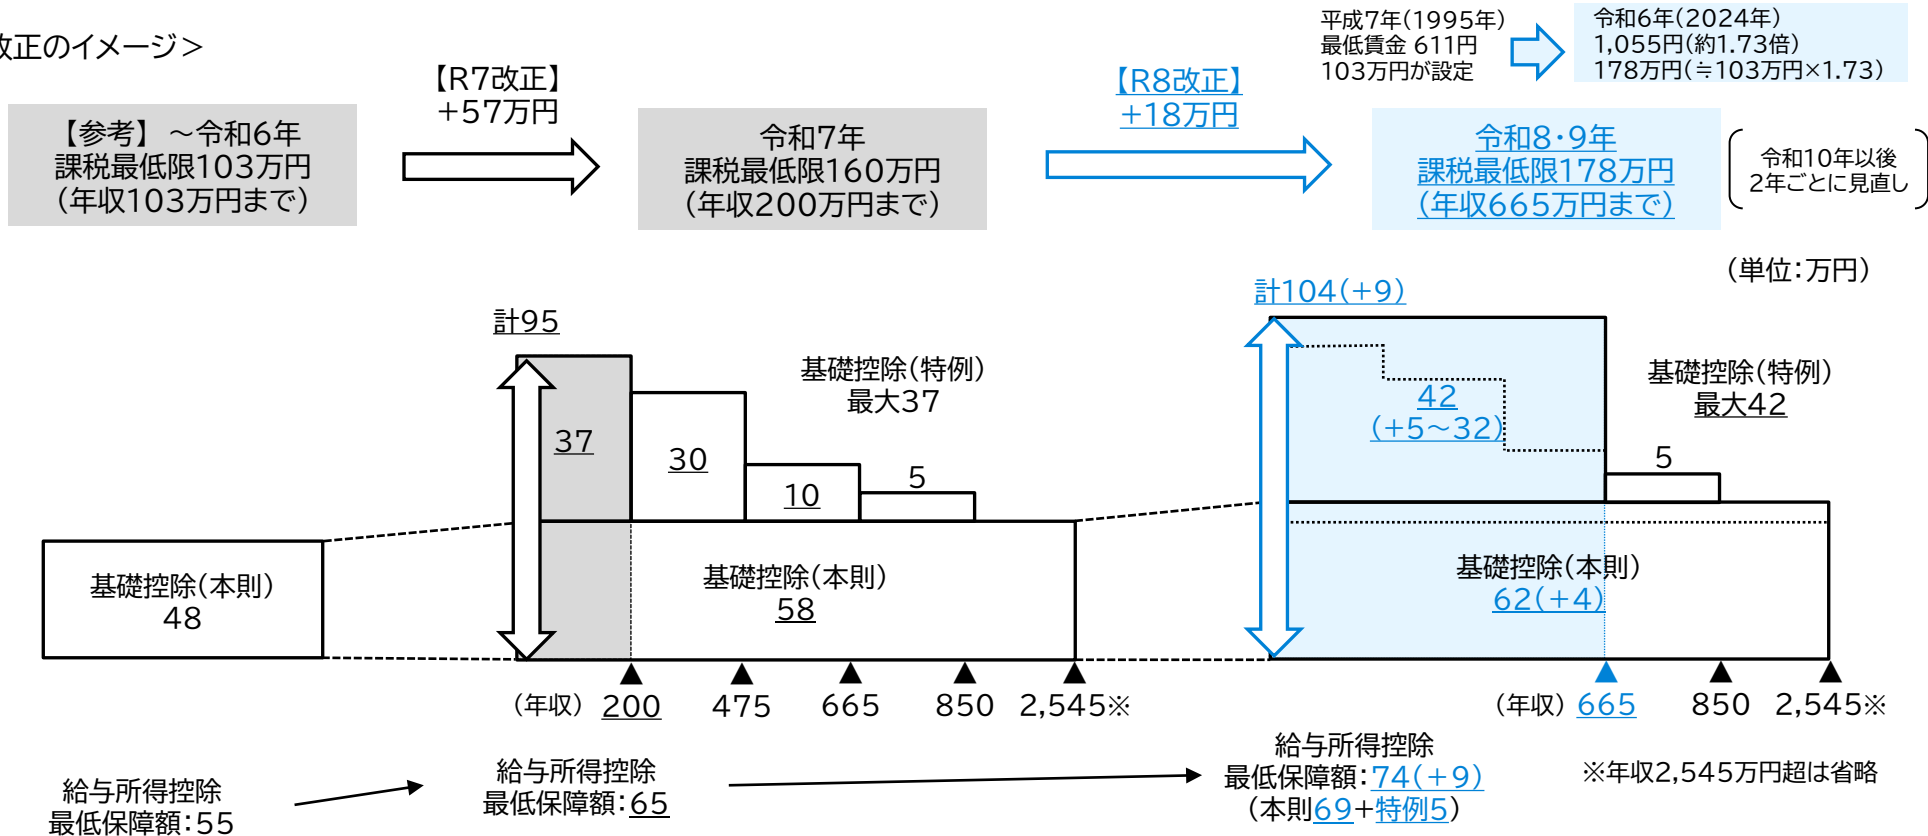 改正のイメージ＞
平成7年(1995年)
最低賃金 611円
103万円が設定
令和6年(2024年)
1,055円(約1.73倍)
178万円(≒103万円×1.73)
【R7改正】
+57万円
【R8改正】
+18万円
【参考】 ～令和6年
課税最低限103万円
(年収103万円まで)
令和7年
課税最低限160万円
(年収200万円まで)
令和8・9年
課税最低限178万円
(年収665万円まで)
令和10年以後
2年ごとに見直し
(単位：万円)
計95
計104(+9)
基礎控除(特例)
最大37
基礎控除(特例)
最大42
37
30
10
5
42
(+5～32)
5
基礎控除(本則)
48
基礎控除(本則)
58
基礎控除(本則)
62(+4)
(年収) 200 475 665 850 2,545※
(年収) 665 850 2,545※
給与所得控除
最低保障額：55
給与所得控除
最低保障額：65
給与所得控除
最低保障額：74(+9)
(本則69+特例5)
※年収2,545万円超は省略